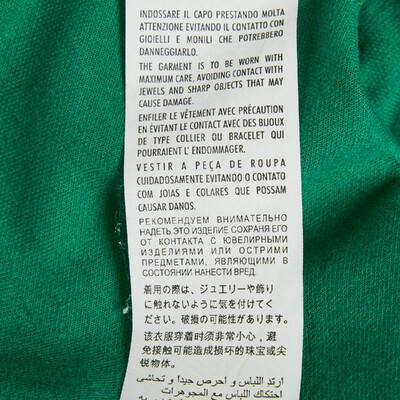 INDOSSARE IL CAPO PRESTANDO MOLTA
ATTENZIONE EVITANDO IL CONTATTO CON
GIOIELLI E MONILI CHE POTREBBERO
DANNEGGIARLO.
THE GARMENT IS TO BE WORN WITH
MAXIMUM CARE, AVOIDING CONTACT WITH
JEWELS AND SHARP OBJECTS THAT MAY
CAUSE DAMAGE.
ENFILER LE VÊTEMENT AVEC PRÉCAUTION
EN ÉVITANT LE CONTACT AVEC DES BIJOUX
DE TYPE COLLIER OU BRACELET QUI
POURRAIENT L' ENDOMMAGER.
VESTIR A PEÇA DE ROUPA
CUIDADOSAMENTE EVITANDO O CONTATO
COM JOIAS E COLARES QUE POSSAM
CAUSAR DANOS.
РЕКОМЕНДУЕМ ВНИМАТЕЛЬНО
НАДЕТЬ ЭТО ИЗДЕЛИЕ СОХРАНЯ ЕГО
ОТ КОНТАКТА С ЮВЕЛИРНЫМИ
ИЗДЕЛИЯМИ ИЛИ ОСТРИМИ
ПРЕДМЕТАМИ, ЯВЛЯЮЩИМИ В
СОСТОЯНИИ НАНЕСТИ ВРЕД.
着用の際は、ジュエリーや飾り
に触れないように気を付けてく
ださい。破損の可能性があります。
该衣服穿着时须非常小心，避
免接触可能造成损坏的珠宝或尖
锐物体。
ارتد اللباس و احرص جيدا و تحاشى
احتكاك اللباس مع المجوهرات